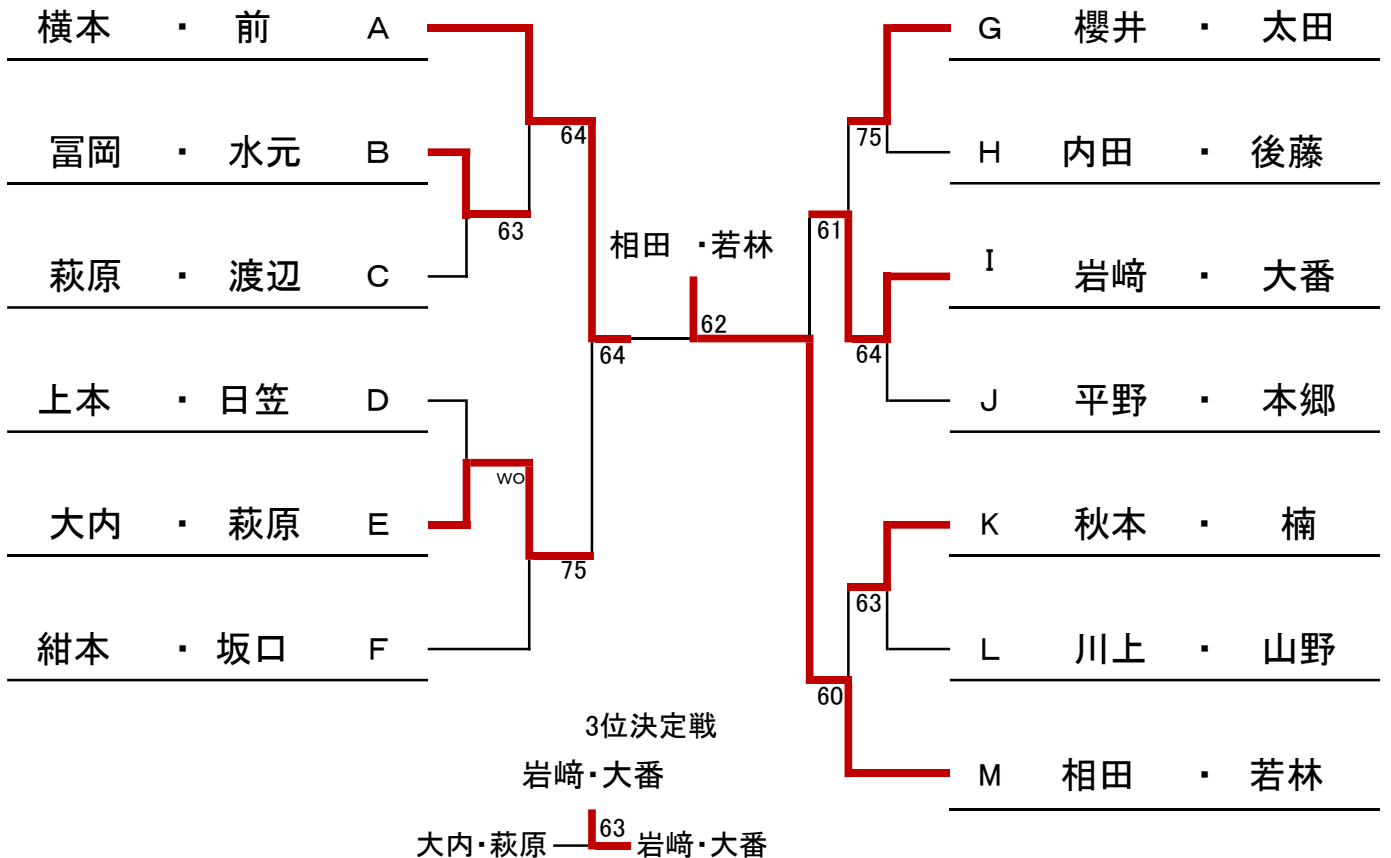 横本 ・ 前 A
64
冨岡 ・ 水元 B
63
萩原 ・ 渡辺 C
64
上本 ・ 日笠 D
WO
大内 ・ 萩原 E
75
紺本 ・ 坂口 F
相田 ・若林
62
G 櫻井 ・ 太田
75
H 内田 ・ 後藤
61
I 岩﨑 ・ 大番
64
J 平野 ・ 本郷
K 秋本 ・ 楠
63
L 川上 ・ 山野
60
M 相田 ・ 若林
3位決定戦
岩﨑・大番
63
大内・萩原 岩﨑・大番